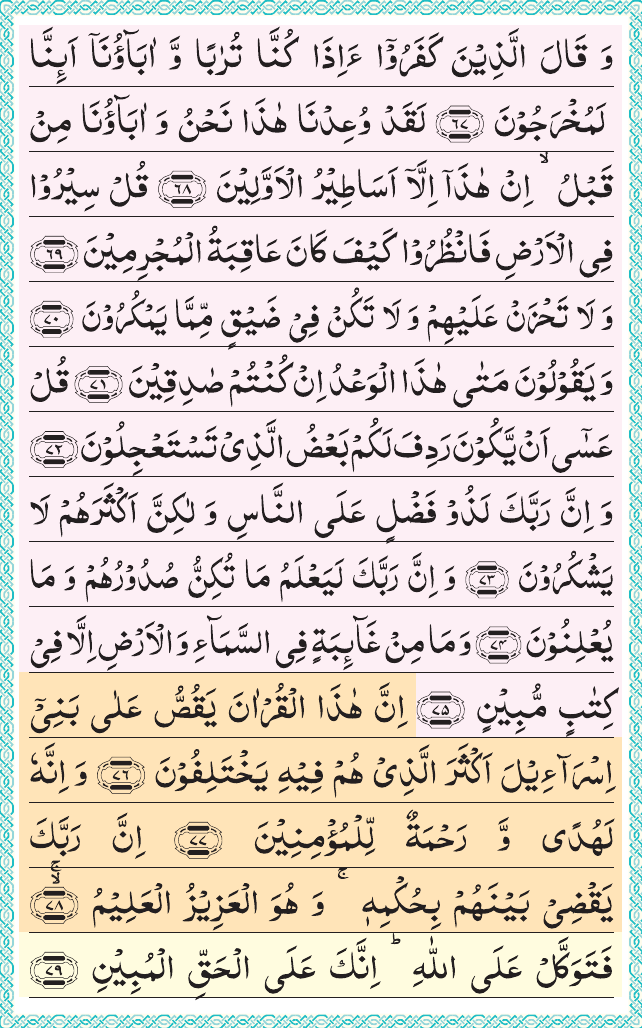 وَ قَالَ الَّذِيْنَ كَفَرُوْۤا ءَاِذَا كُنَّا تُرٰبًا وَّ اٰبَآؤُنَاۤ اَىِٕنَّا
لَمُخْرَجُوْنَ ﴿٦٧﴾ لَقَدْ وُعِدْنَا هٰذَا نَحْنُ وَ اٰبَآؤُنَا مِنْ
قَبْلُ ۙ اِنْ هٰذَاۤ اِلَّاۤ اَسَاطِيْرُ الْاَوَّلِيْنَ ﴿٦٨﴾ قُلْ سِيْرُوْا
فِى الْاَرْضِ فَانْظُرُوْا كَيْفَ كَانَ عَاقِبَةُ الْمُجْرِمِيْنَ ﴿٦٩﴾
وَ لَا تَحْزَنْ عَلَيْهِمْ وَ لَا تَكُنْ فِىْ ضَيْقٍ مِّمَّا يَمْكُرُوْنَ ﴿٧٠﴾
وَ يَقُوْلُوْنَ مَتٰى هٰذَا الْوَعْدُ اِنْ كُنْتُمْ صٰدِقِيْنَ ﴿٧١﴾ قُلْ
عَسٰۤى اَنْ يَّكُوْنَ رَدِفَ لَكُمْ بَعْضُ الَّذِىْ تَسْتَعْجِلُوْنَ ﴿٧٢﴾
وَ اِنَّ رَبَّكَ لَذُوْ فَضْلٍ عَلَى النَّاسِ وَ لٰكِنَّ اَكْثَرَهُمْ لَا
يَشْكُرُوْنَ ﴿٧٣﴾ وَ اِنَّ رَبَّكَ لَيَعْلَمُ مَا تُكِنُّ صُدُوْرُهُمْ وَ مَا
يُعْلِنُوْنَ ﴿٧٤﴾ وَ مَا مِنْ غَآىِٕبَةٍ فِى السَّمَآءِ وَ الْاَرْضِ اِلَّا فِىْ
كِتٰبٍ مُّبِيْنٍ ﴿٧٥﴾ اِنَّ هٰذَا الْقُرْاٰنَ يَقُصُّ عَلٰى بَنِىْۤ
اِسْرَآءِيْلَ اَكْثَرَ الَّذِىْ هُمْ فِيْهِ يَخْتَلِفُوْنَ ﴿٧٦﴾ وَ اِنَّهٗ
لَهُدًى وَّ رَحْمَةٌ لِّلْمُؤْمِنِيْنَ ﴿٧٧﴾ اِنَّ رَبَّكَ
يَقْضِىْ بَيْنَهُمْ بِحُكْمِهٖ ۚ وَ هُوَ الْعَزِيْزُ الْعَلِيْمُ ﴿٧٨﴾ۙۚ
فَتَوَكَّلْ عَلَى اللّٰهِ ؕ اِنَّكَ عَلَى الْحَقِّ الْمُبِيْنِ ﴿٧٩﴾